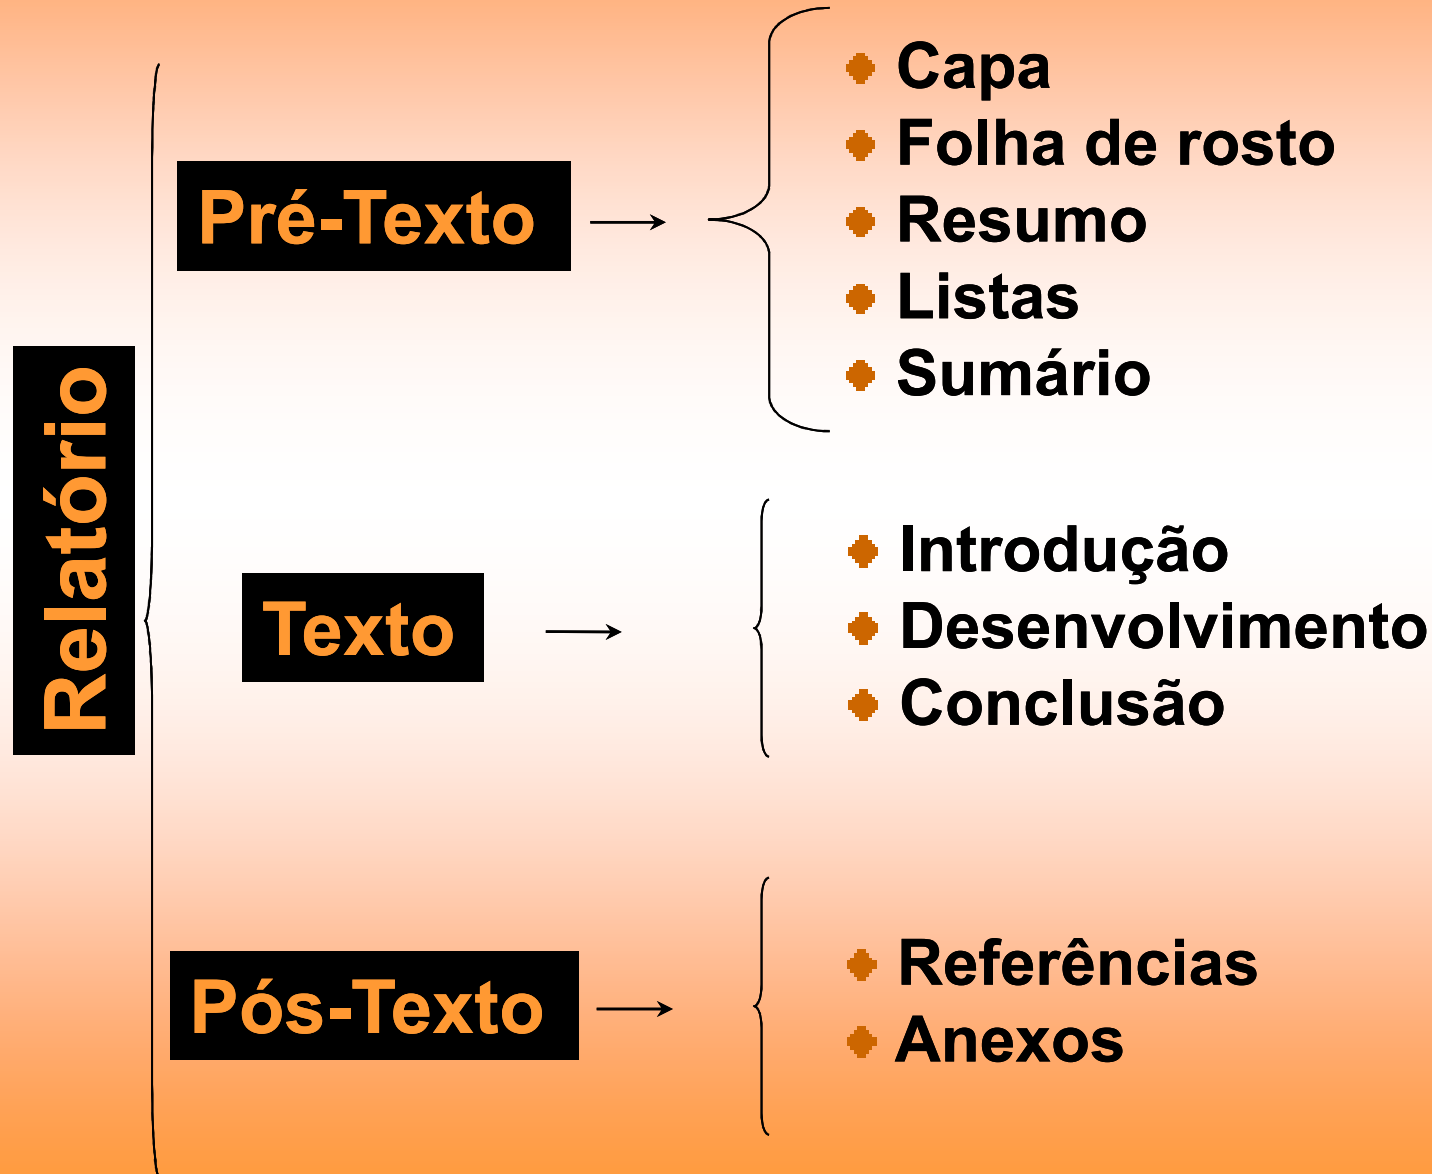 Relatório
Pré-Texto
Capa
Folha de rosto
Resumo
Listas
Sumário
Texto
Introdução
Desenvolvimento
Conclusão
Pós-Texto
Referências
Anexos